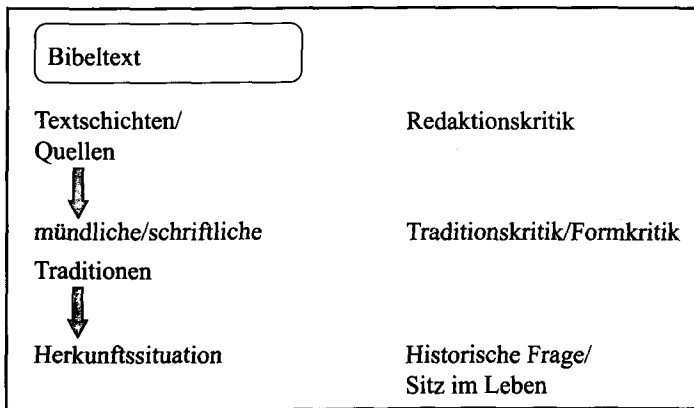 Bibeltext
Textschichten/ Redaktionskritik
Quellen
mündliche/schriftliche Traditionskritik/Formkritik
Traditionen
Herkunftssituation Historische Frage/
Sitz im Leben